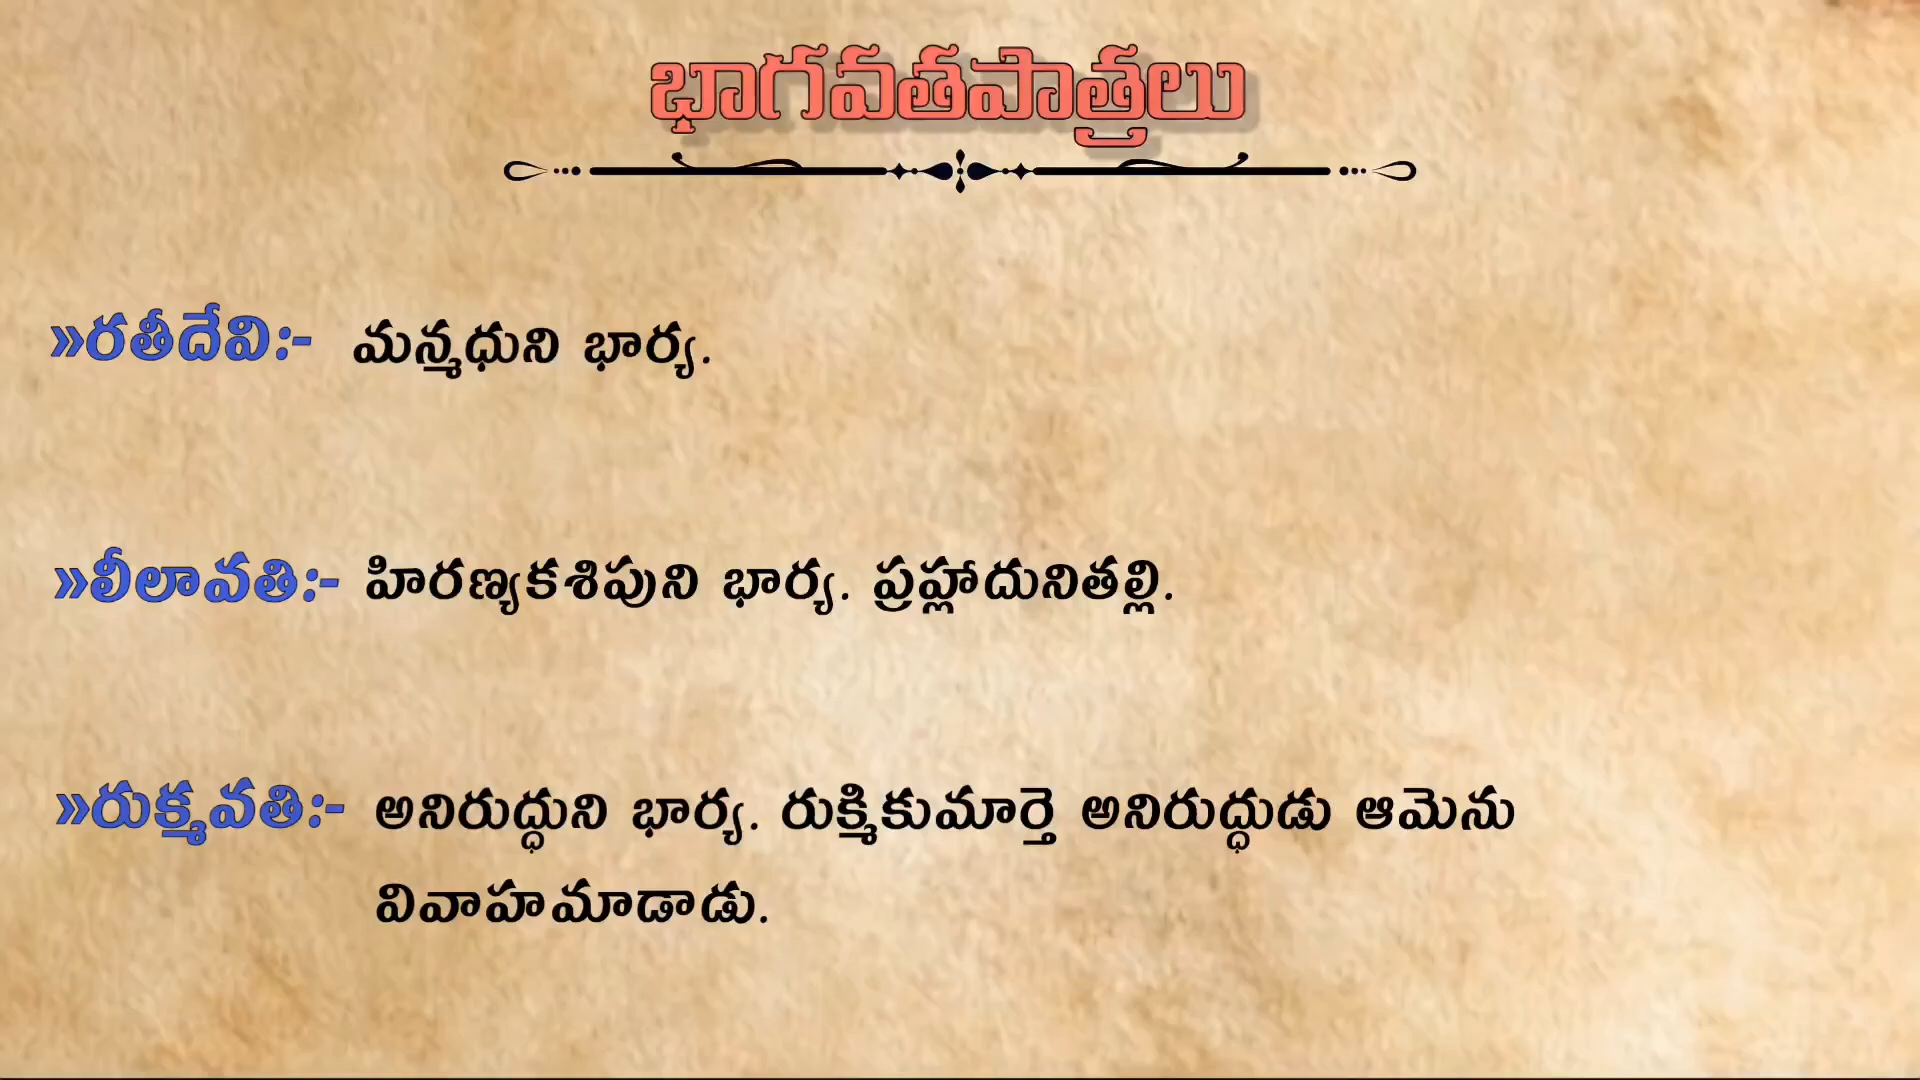 భాగవతపాత్రలు
»రతీదేవి:- మన్మధుని భార్య.
»లీలావతి:- హిరణ్యకశిపుని భార్య. ప్రహ్లాదునితల్లి.
»రుక్మవతి:- అనిరుద్ధుని భార్య. రుక్మికుమార్తె అనిరుద్ధుడు ఆమెను
వివాహమాడాడు.